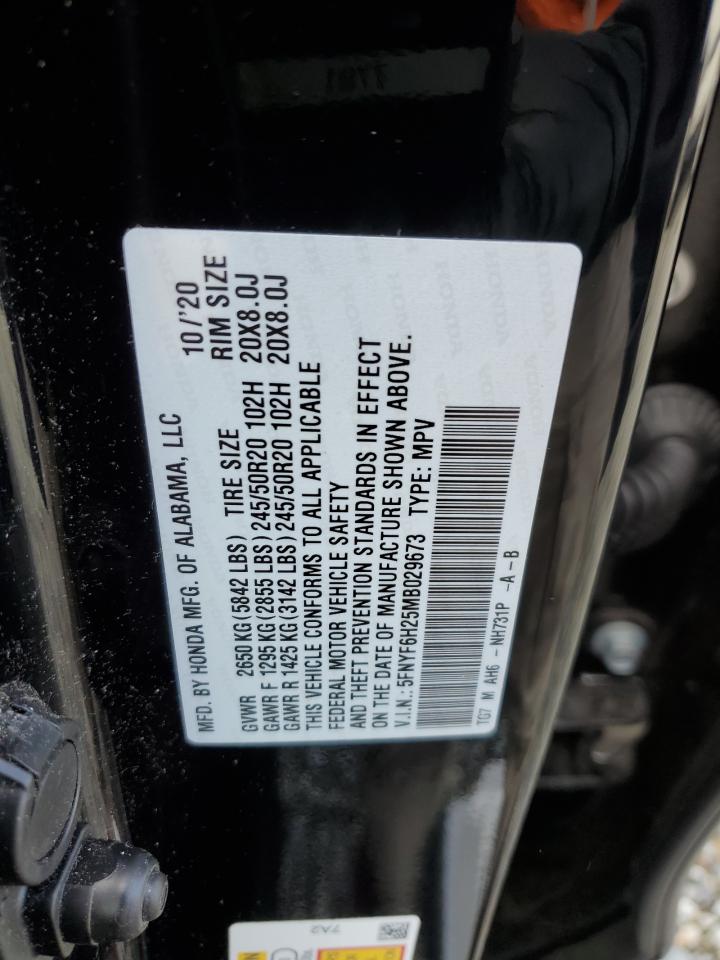 MFD. BY HONDA MFG. OF ALABAMA, LLC 10/'20
GVWR 2650 KG (5842 LBS) TIRE SIZE RIM SIZE
GAWR F 1295 KG (2855 LBS) 245/50R20 102H 20X8.0J
GAWR R 1425 KG (3142 LBS) 245/50R20 102H 20X8.0J
THIS VEHICLE CONFORMS TO ALL APPLICABLE
FEDERAL MOTOR VEHICLE SAFETY
AND THEFT PREVENTION STANDARDS IN EFFECT
ON THE DATE OF MANUFACTURE SHOWN ABOVE.
V.I.N.: 5FNYF6H25MB029673 TYPE: MPV
TG7 M AH6 - NH731P -A - B
7A2